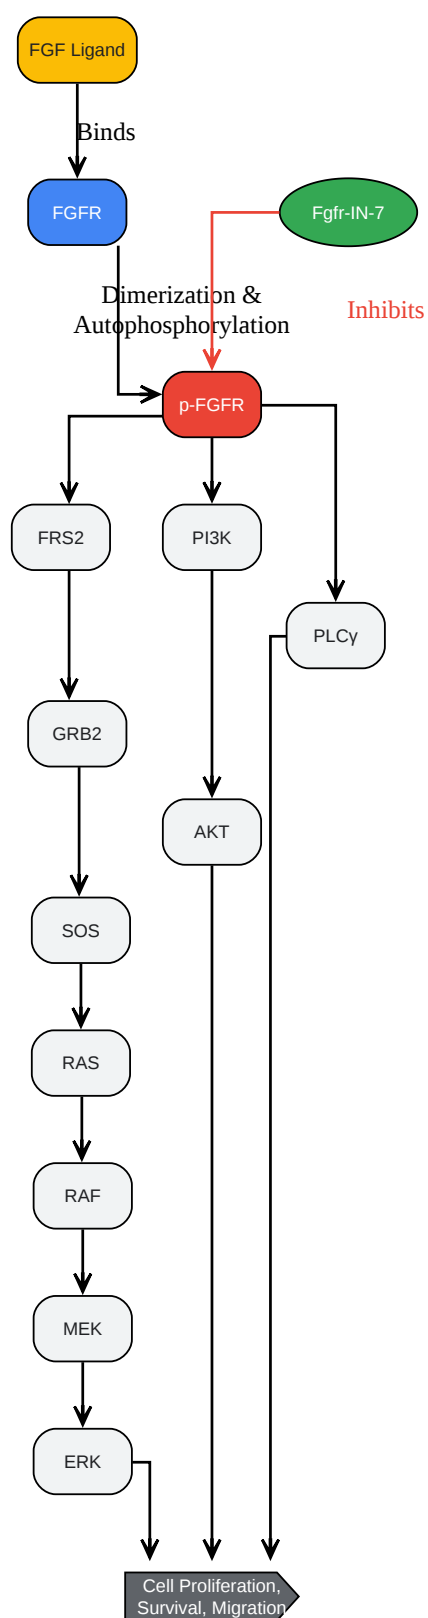 FGF Ligand
Binds
FGFR
Fgfr-IN-7
Dimerization &
Autophosphorylation
Inhibits
p-FGFR
FRS2
PI3K
PLCγ
GRB2
AKT
SOS
RAS
RAF
MEK
ERK
Cell Proliferation,
Survival, Migration